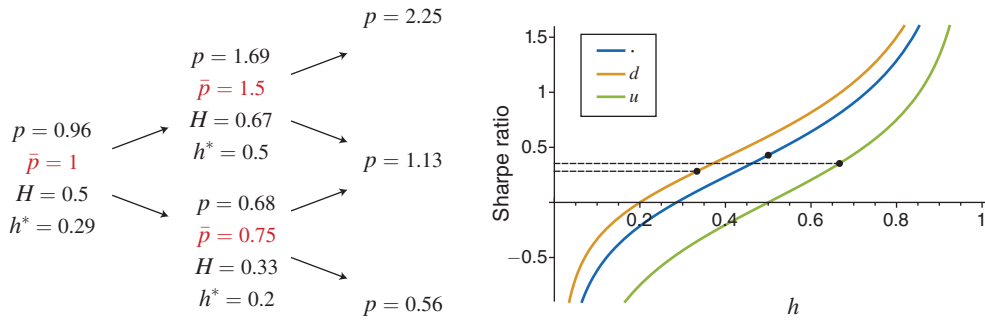 p = 0.96
p̄ = 1
H = 0.5
h* = 0.29
p = 1.69
p̄ = 1.5
H = 0.67
h* = 0.5
p = 0.68
p̄ = 0.75
H = 0.33
h* = 0.2
p = 2.25
p = 1.13
p = 0.56
Sharpe ratio
1.5
1
0.5
−0.5
·
d
u
0.2
0.4
0.6
0.8
1
h